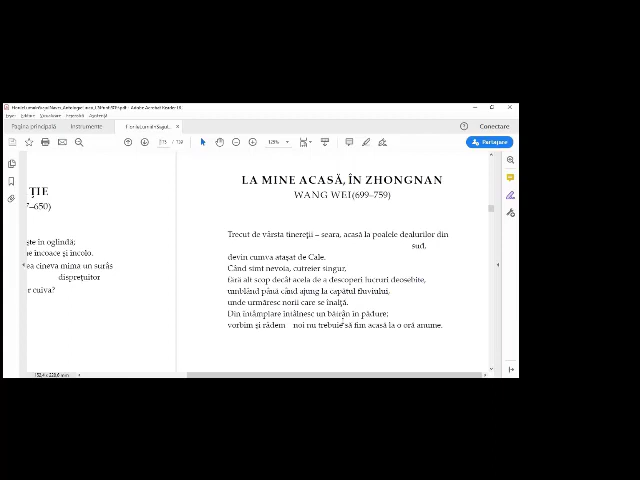 Pagina principală Instrumente Conectare
128% Partajare
ȚIE
LA MINE ACASĂ, ÎN ZHONGNAN
WANG WEI(699–759)
ște în oglindă;
ne încoace și încolo.
ea cineva mima un surâs
disprețuitor
r cuiva?
Trecut de vârsta tinereții – seara, acasă la poalele dealurilor din
sud,
devin cumva atașat de Cale.
Când simt nevoia, cutreier singur,
fără alt scop decât acela de a descoperi lucruri deosebite,
umblând până când ajung la capătul fluviului,
unde urmăresc norii care se înalță.
Din întâmplare întâlnesc un bătrân în pădure;
vorbim și râdem noi nu trebuie să fim acasă la o oră anume.